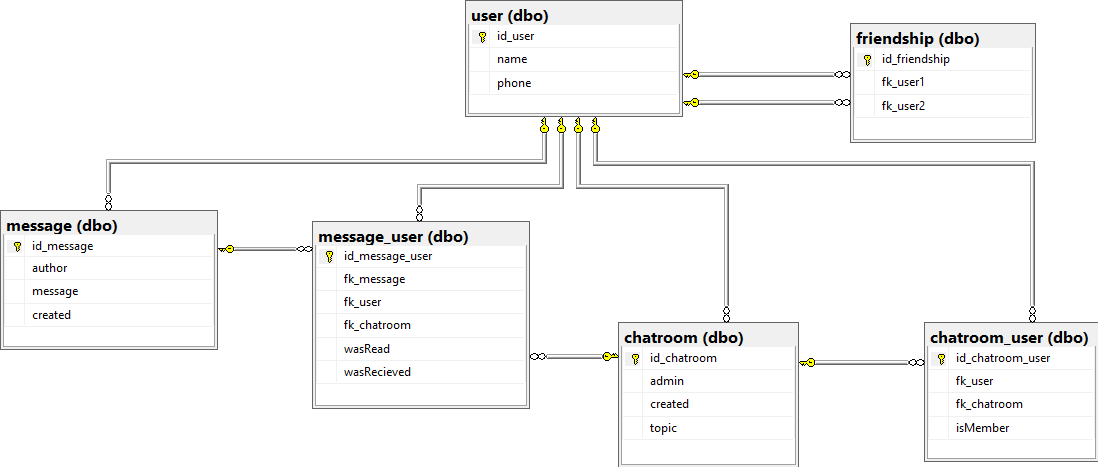 user (dbo)
id_user
name
phone
friendship (dbo)
id_friendship
fk_user1
fk_user2
message (dbo)
id_message
author
message
created
message_user (dbo)
id_message_user
fk_message
fk_user
fk_chatroom
wasRead
wasRecieved
chatroom (dbo)
id_chatroom
admin
created
topic
chatroom_user (dbo)
id_chatroom_user
fk_user
fk_chatroom
isMember